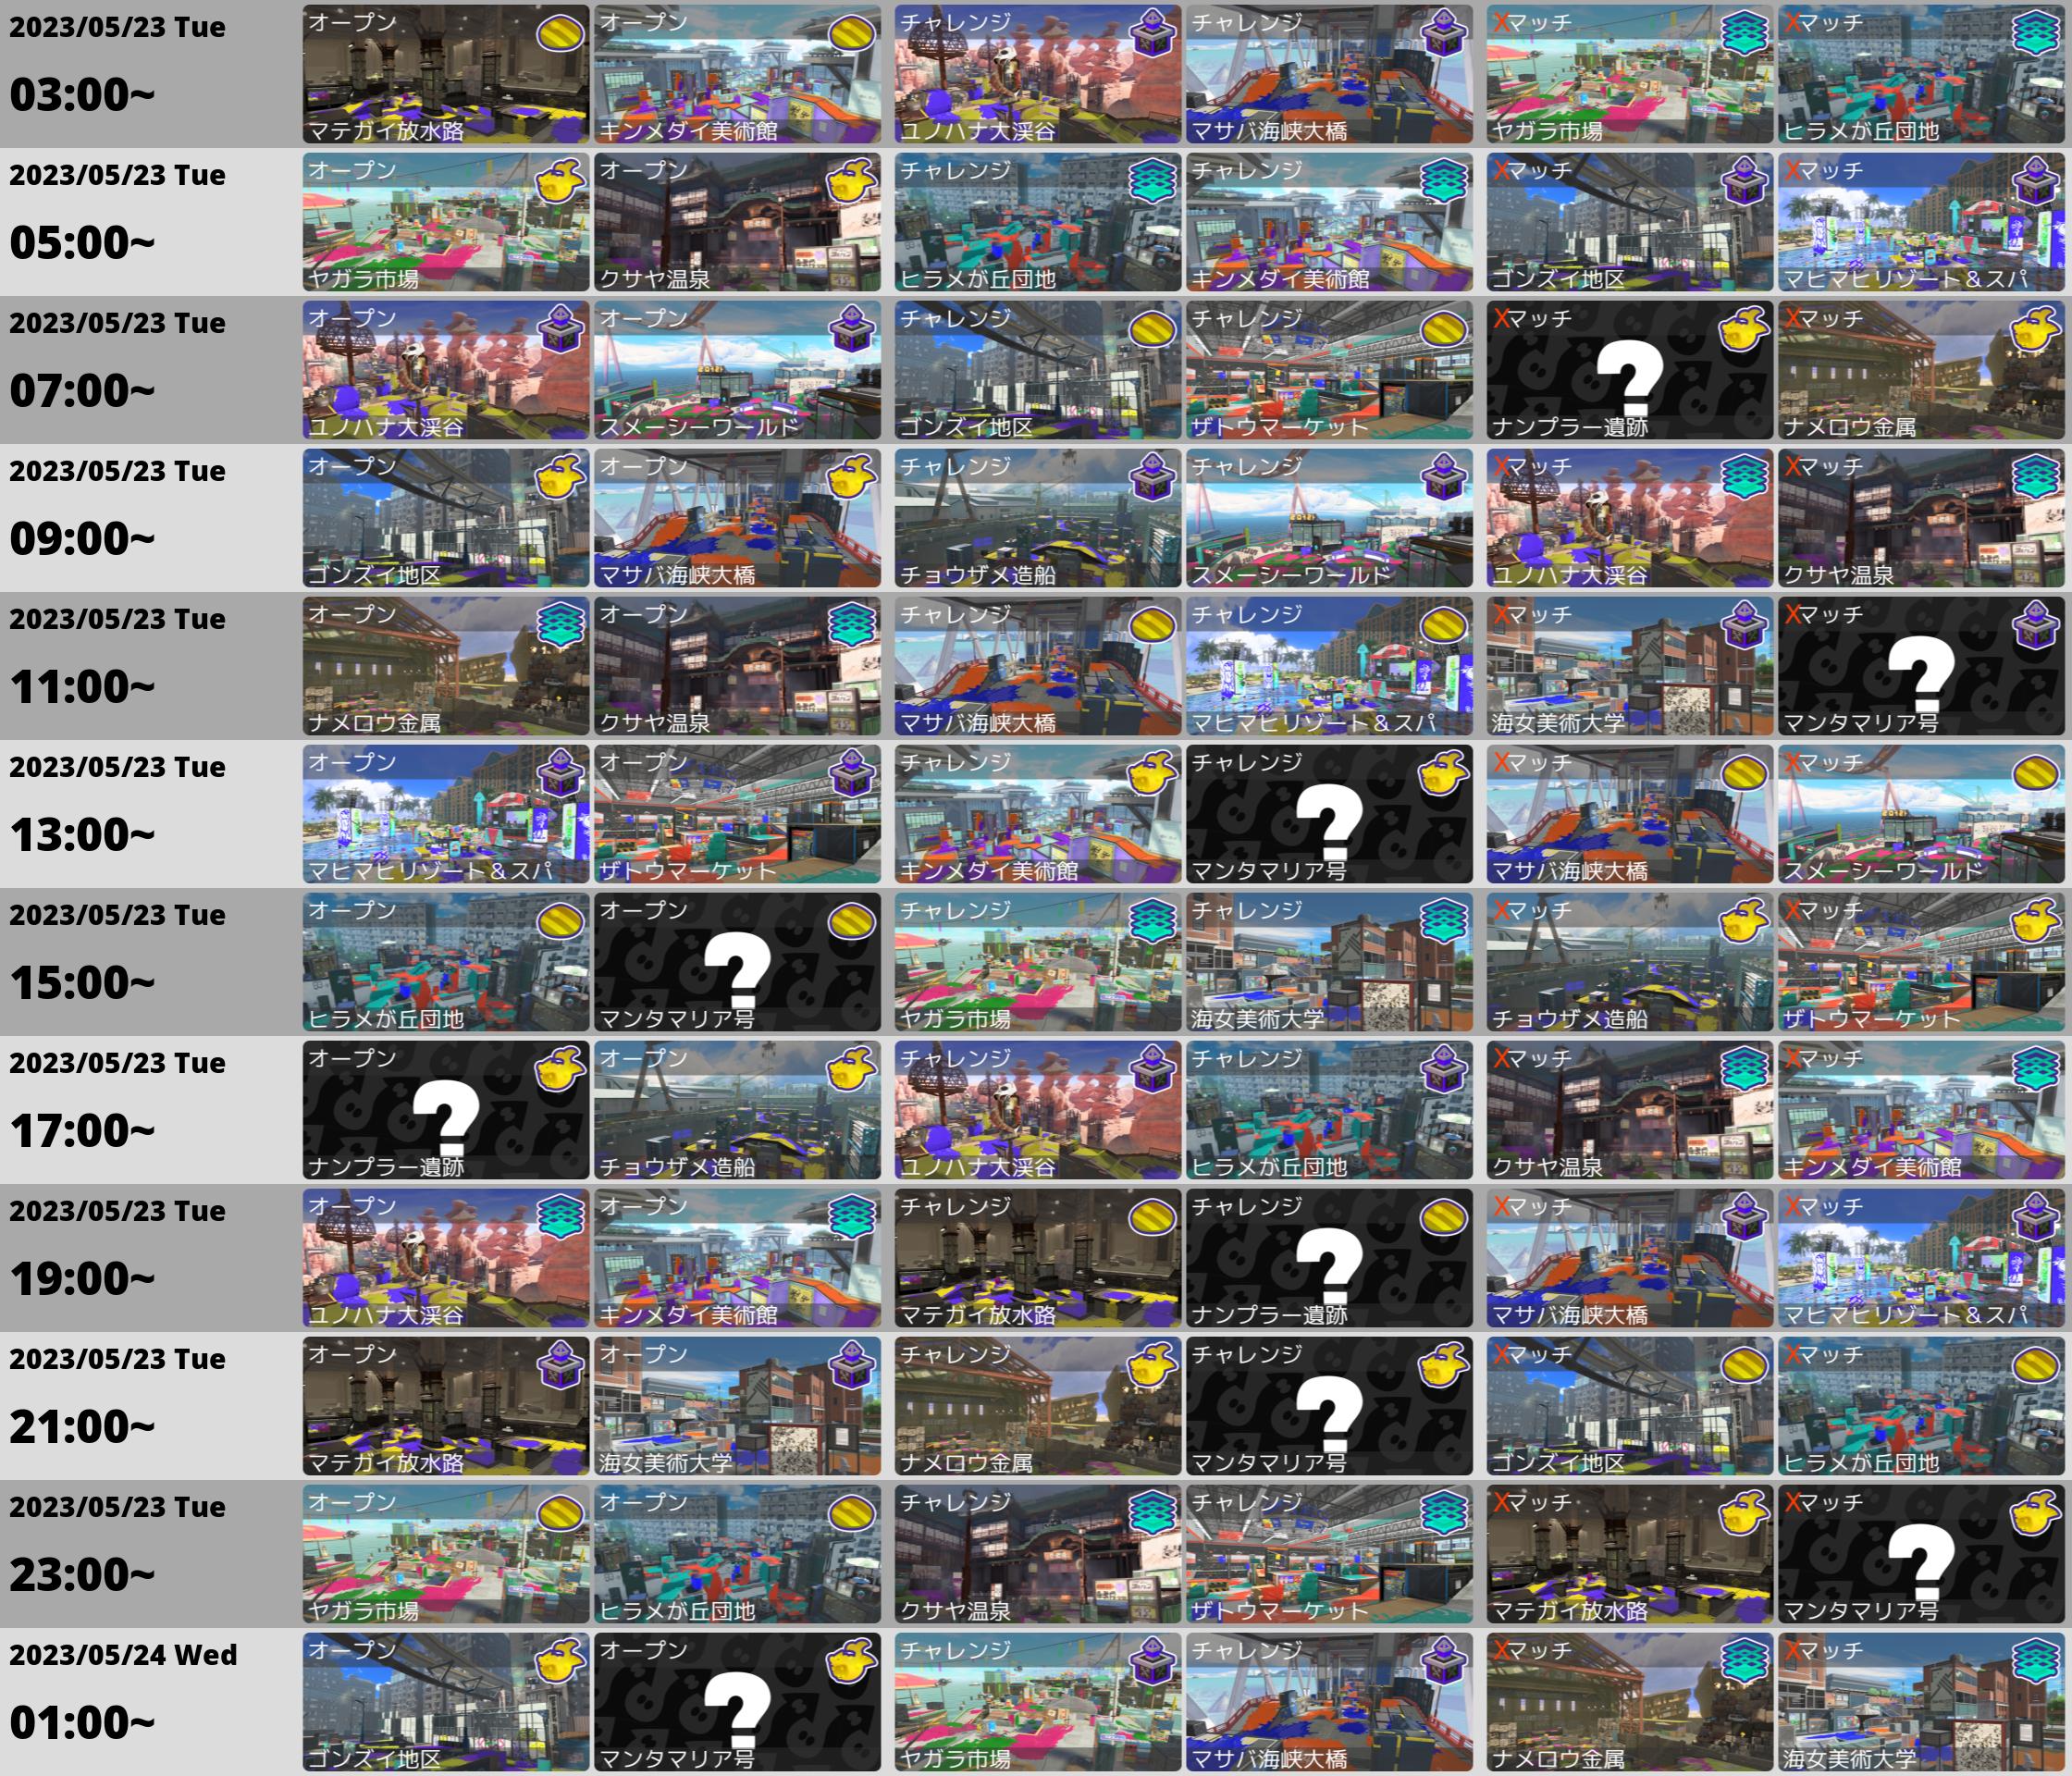 2023/05/23 Tue
03:00~
オープン オープン チャレンジ チャレンジ Xマッチ Xマッチ
マテガイ放水路 キンメダイ美術館 ユノハナ大渓谷 マサバ海峡大橋 ヤガラ市場 ヒラメが丘団地
2023/05/23 Tue
05:00~
オープン オープン チャレンジ チャレンジ Xマッチ Xマッチ
ヤガラ市場 クサヤ温泉 ヒラメが丘団地 キンメダイ美術館 ゴンズイ地区 マヒマヒリゾート&スパ
2023/05/23 Tue
07:00~
オープン オープン チャレンジ チャレンジ Xマッチ Xマッチ
?
ユノハナ大渓谷 スメーシーワールド ゴンズイ地区 ザトウマーケット ナンプラー遺跡 ナメロウ金属
2023/05/23 Tue
09:00~
オープン オープン チャレンジ チャレンジ Xマッチ Xマッチ
ゴンズイ地区 マサバ海峡大橋 チョウザメ造船 スメーシーワールド ユノハナ大渓谷 クサヤ温泉
2023/05/23 Tue
11:00~
オープン オープン チャレンジ チャレンジ Xマッチ Xマッチ
?
ナメロウ金属 クサヤ温泉 マサバ海峡大橋 マヒマヒリゾート&スパ 海女美術大学 マンタマリア号
2023/05/23 Tue
13:00~
オープン オープン チャレンジ チャレンジ Xマッチ Xマッチ
?
マヒマヒリゾート&スパ ザトウマーケット キンメダイ美術館 マンタマリア号 マサバ海峡大橋 スメーシーワールド
2023/05/23 Tue
15:00~
オープン オープン チャレンジ チャレンジ Xマッチ Xマッチ
?
ヒラメが丘団地 マンタマリア号 ヤガラ市場 海女美術大学 チョウザメ造船 ザトウマーケット
2023/05/23 Tue
17:00~
オープン オープン チャレンジ チャレンジ Xマッチ Xマッチ
?
ナンプラー遺跡 チョウザメ造船 ユノハナ大渓谷 ヒラメが丘団地 クサヤ温泉 キンメダイ美術館
2023/05/23 Tue
19:00~
オープン オープン チャレンジ チャレンジ Xマッチ Xマッチ
?
ユノハナ大渓谷 キンメダイ美術館 マテガイ放水路 ナンプラー遺跡 マサバ海峡大橋 マヒマヒリゾート&スパ
2023/05/23 Tue
21:00~
オープン オープン チャレンジ チャレンジ Xマッチ Xマッチ
?
マテガイ放水路 海女美術大学 ナメロウ金属 マンタマリア号 ゴンズイ地区 ヒラメが丘団地
2023/05/23 Tue
23:00~
オープン オープン チャレンジ チャレンジ Xマッチ Xマッチ
?
ヤガラ市場 ヒラメが丘団地 クサヤ温泉 ザトウマーケット マテガイ放水路 マンタマリア号
2023/05/24 Wed
01:00~
オープン オープン チャレンジ チャレンジ Xマッチ Xマッチ
?
ゴンズイ地区 マンタマリア号 ヤガラ市場 マサバ海峡大橋 ナメロウ金属 海女美術大学